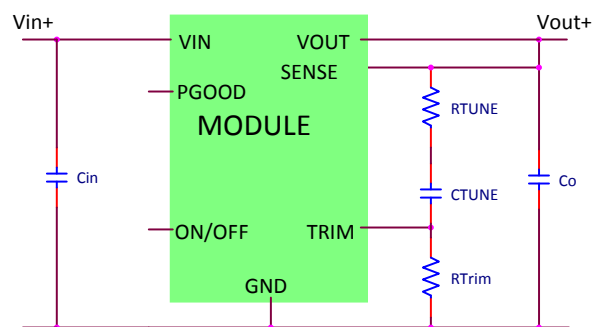 Vin+
Vout+
VIN
VOUT
SENSE
PGOOD
RTUNE
MODULE
Cin
CTUNE
Co
ON/OFF
TRIM
RTrim
GND